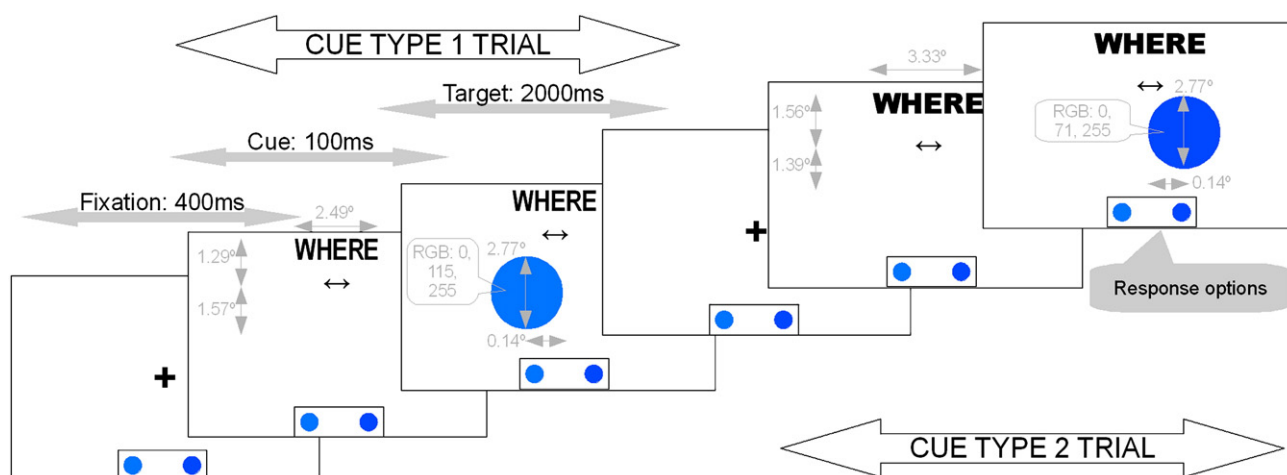 CUE TYPE 1 TRIAL
Target: 2000ms
Cue: 100ms
Fixation: 400ms
2.49º
1.29º
WHERE
1.57º
WHERE
RGB: 0,
115,
255
2.77º
0.14º
3.33º
1.56º
WHERE
1.39º
WHERE
2.77º
RGB: 0,
71, 255
0.14º
Response options
CUE TYPE 2 TRIAL